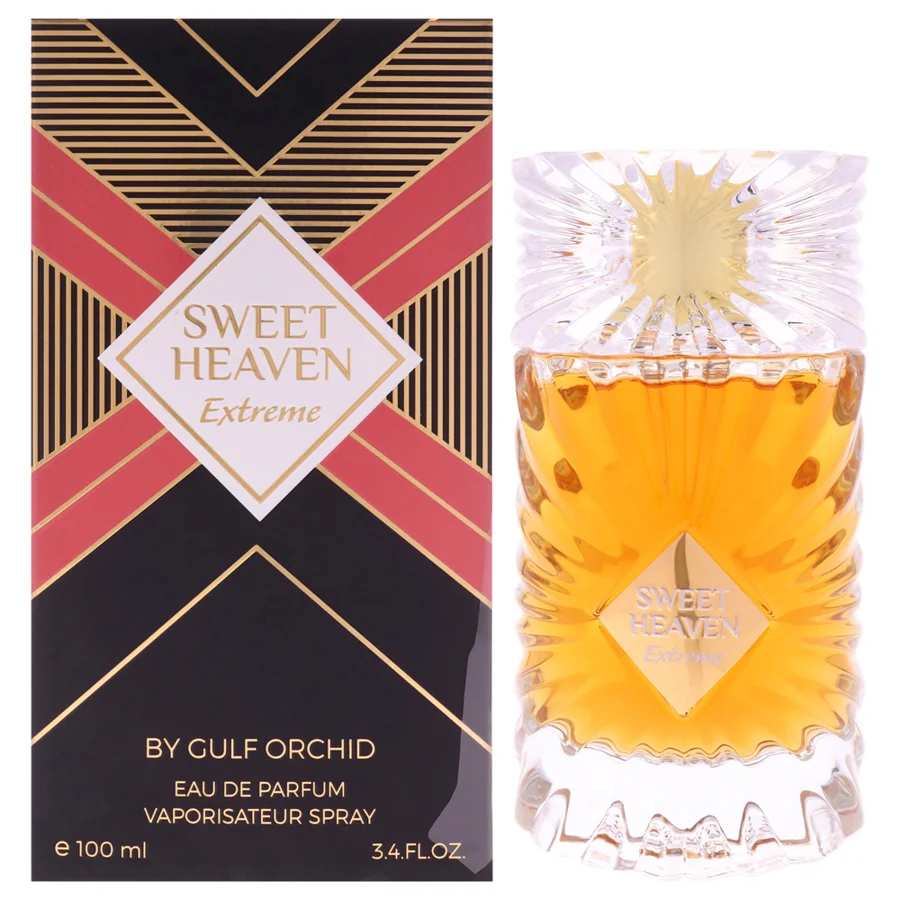 SWEET
HEAVEN
Extreme
BY GULF ORCHID
EAU DE PARFUM
VAPORISATEUR SPRAY
e 100 ml
3.4.FL.OZ.
SWEET
HEAVEN
Extreme